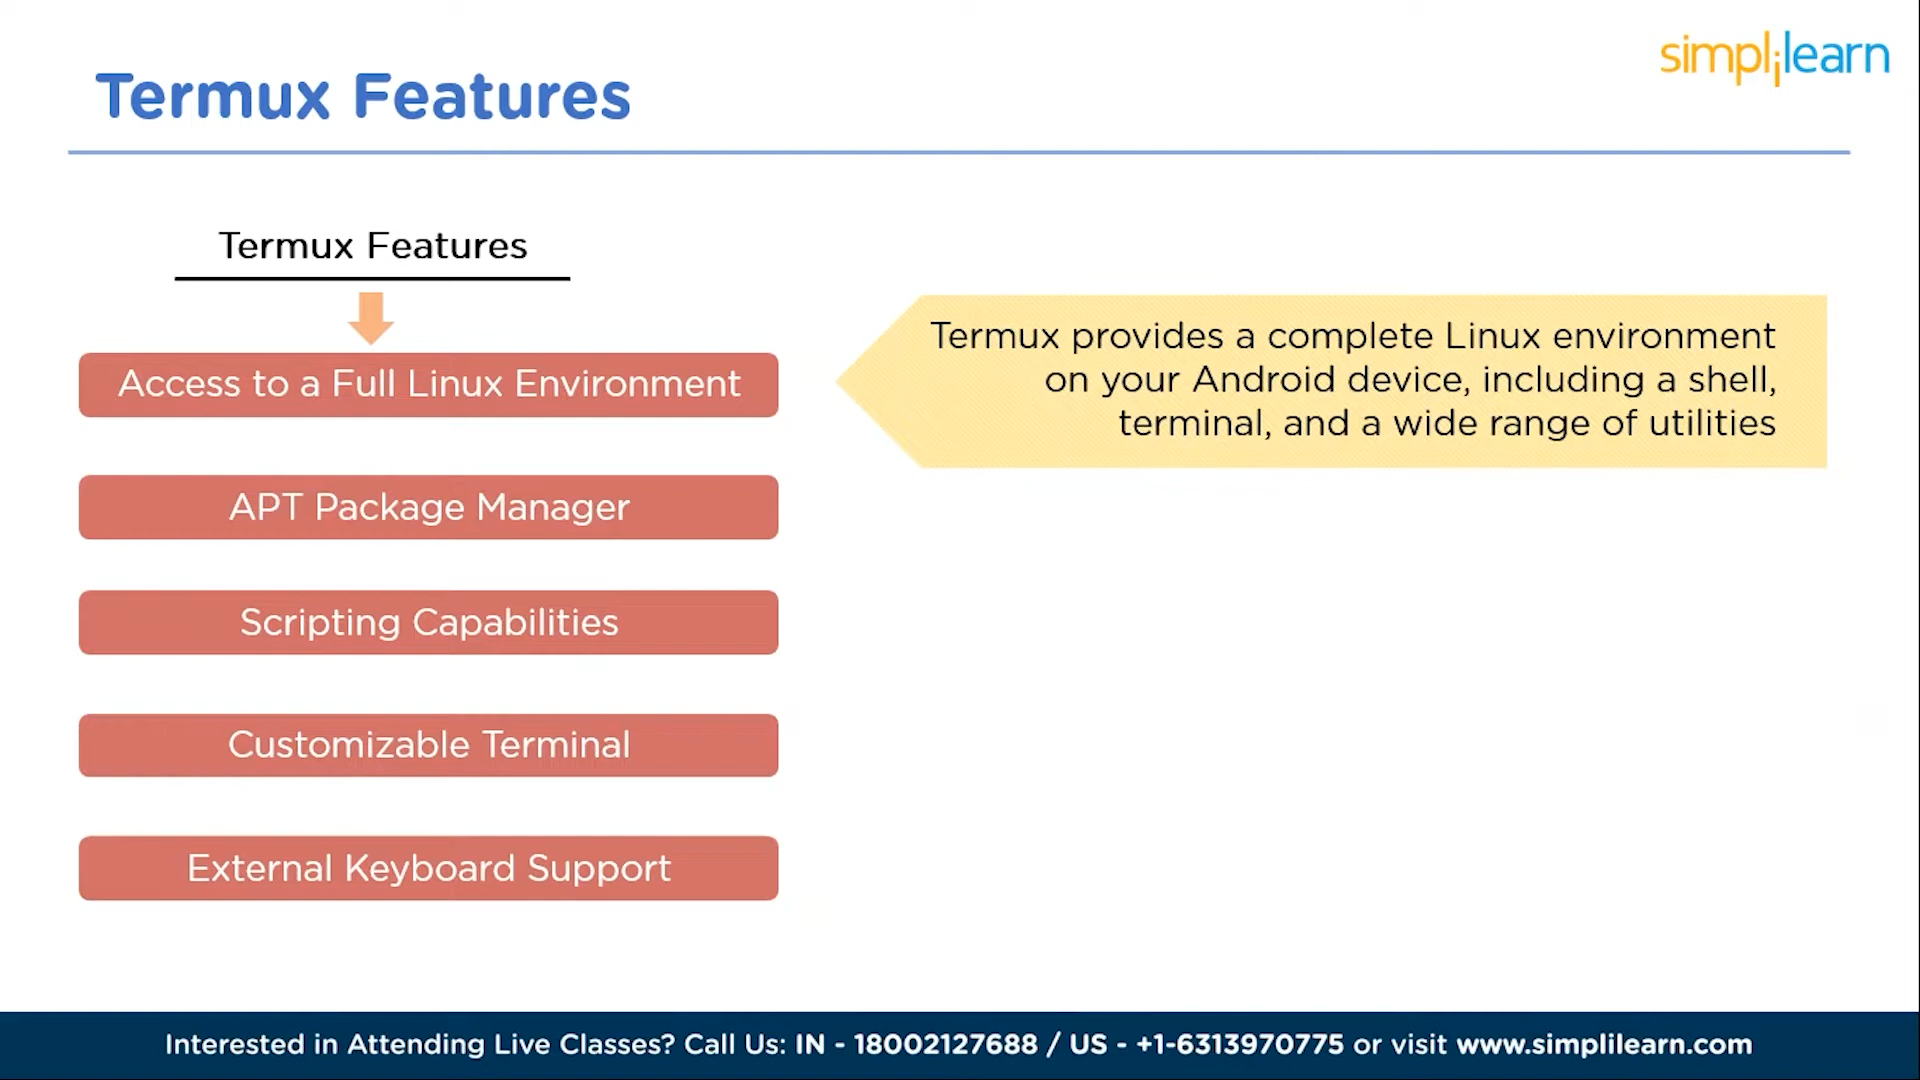 simplilearn
Termux Features
Termux Features
Access to a Full Linux Environment
Termux provides a complete Linux environment
on your Android device, including a shell,
terminal, and a wide range of utilities
APT Package Manager
Scripting Capabilities
Customizable Terminal
External Keyboard Support
Interested in Attending Live Classes? Call Us: IN - 18002127688 / US - +1-6313970775 or visit www.simplilearn.com